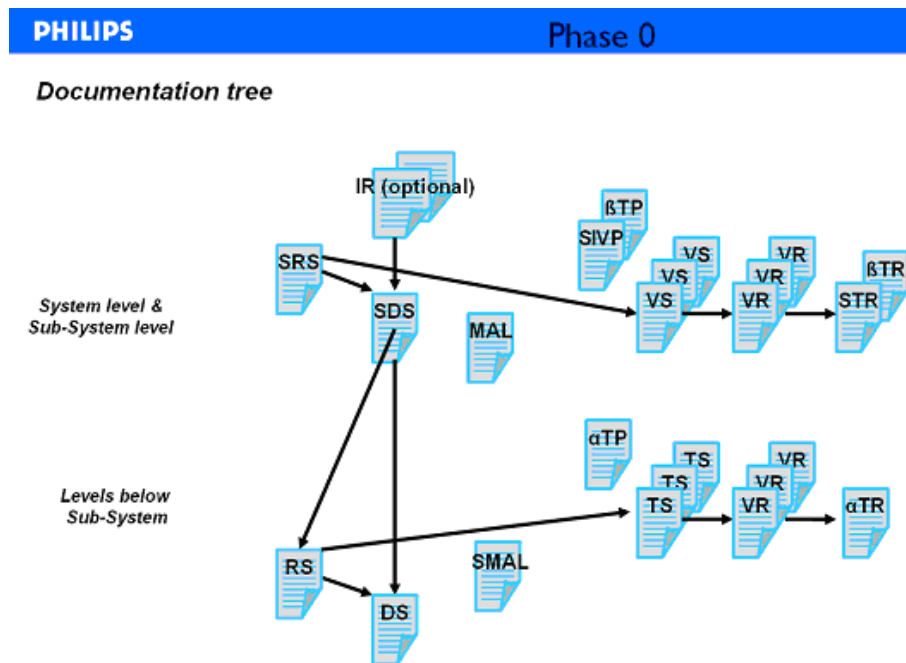 PHILIPS
Phase 0
Documentation tree
IR (optional)
βTP
SIVP
SRS
VS
VS
VS
VR
VR
VR
βTR
STR
System level &
Sub-System level
SDS
MAL
αTP
TS
TS
TS
VR
VR
VR
αTR
Levels below
Sub-System
RS
SMAL
DS